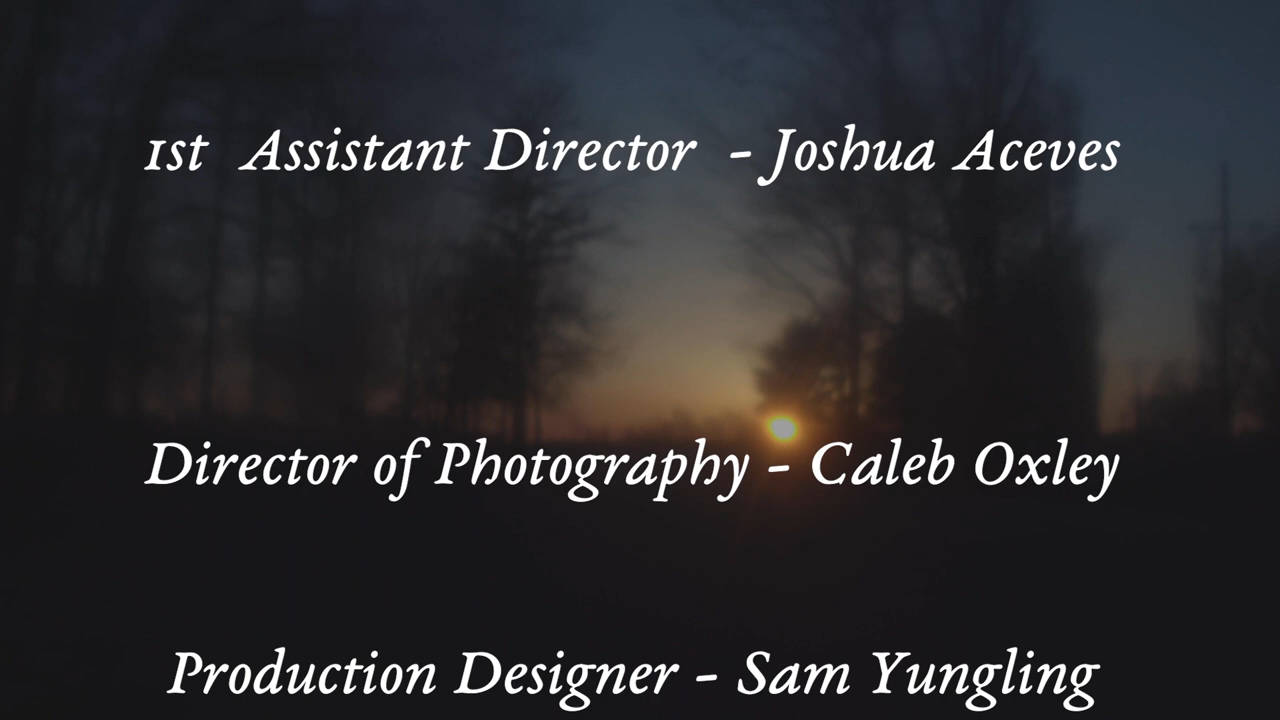 1st Assistant Director - Joshua Aceves
Director of Photography - Caleb Oxley
Production Designer - Sam Yungling